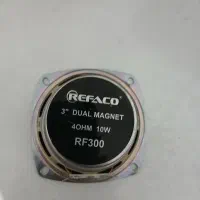 REFACO
3" DUAL MAGNET
4OHM 10W
RF300